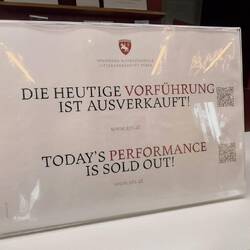 DIE HEUTIGE VORFÜHRUNG
IST AUSVERKAUFT!
TODAY'S PERFORMANCE
IS SOLD OUT!